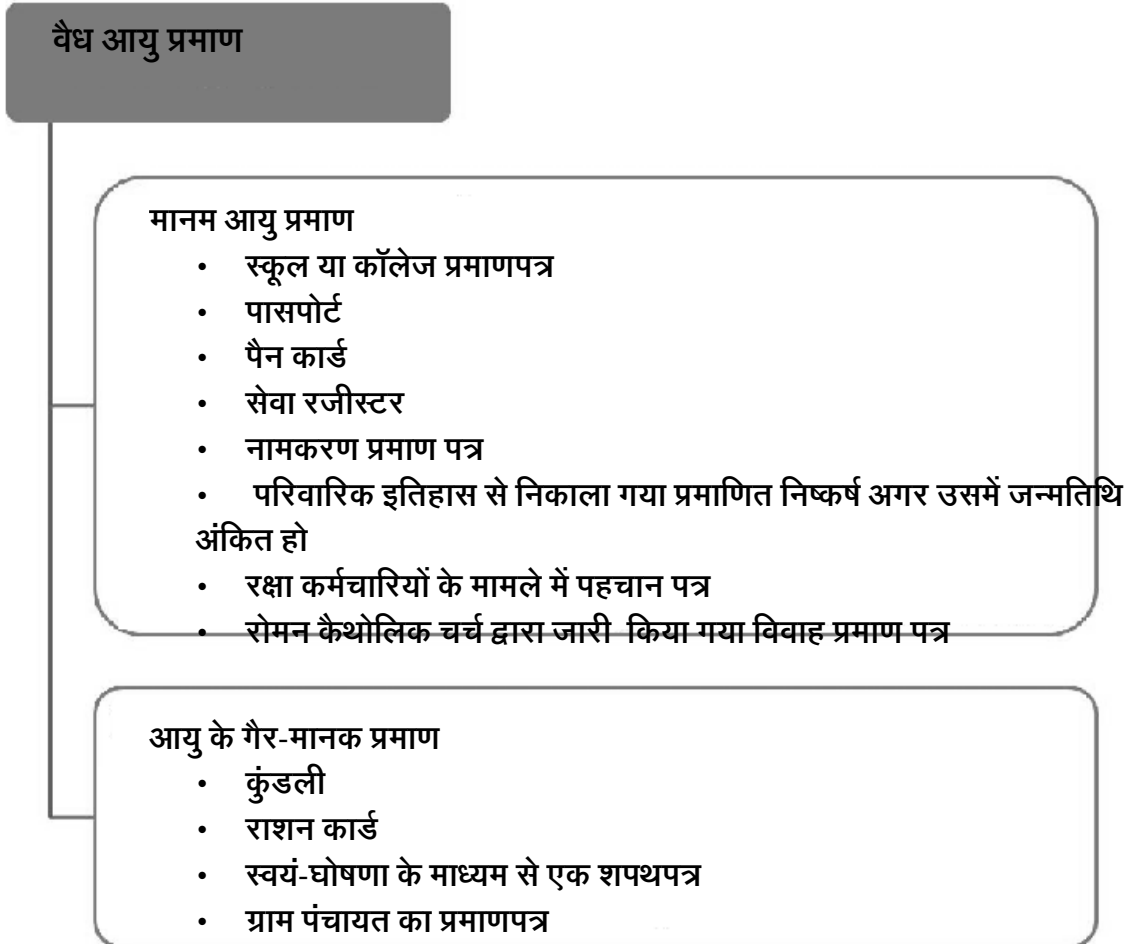 वैध आयु प्रमाण
मानम आयु प्रमाण
• स्कूल या कॉलेज प्रमाणपत्र
• पासपोर्ट
• पैन कार्ड
• सेवा रजीस्टर
• नामकरण प्रमाण पत्र
• परिवारिक इतिहास से निकाला गया प्रमाणित निष्कर्ष अगर उसमें जन्मतिथि
अंकित हो
• रक्षा कर्मचारियों के मामले में पहचान पत्र
• रोमन कैथोलिक चर्च द्वारा जारी किया गया विवाह प्रमाण पत्र
आयु के गैर-मानक प्रमाण
• कुंडली
• राशन कार्ड
• स्वयं-घोषणा के माध्यम से एक शपथपत्र
• ग्राम पंचायत का प्रमाणपत्र